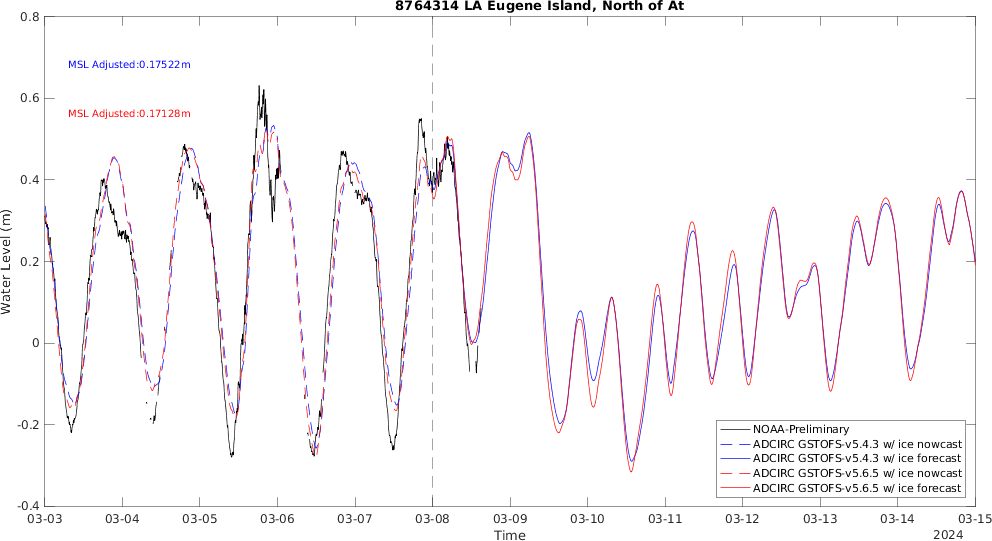 8764314 LA Eugene Island, North of At
0.8
0.6
0.4
0.2
0
-0.2
-0.4
Water Level (m)
MSL Adjusted:0.17522m
MSL Adjusted:0.17128m
NOAA-Preliminary
ADCIRC GSTOFS-v5.4.3 w/ ice nowcast
ADCIRC GSTOFS-v5.4.3 w/ ice forecast
ADCIRC GSTOFS-v5.6.5 w/ ice nowcast
ADCIRC GSTOFS-v5.6.5 w/ ice forecast
03-03 03-04 03-05 03-06 03-07 03-08 03-09 03-10 03-11 03-12 03-13 03-14 03-15
Time
2024